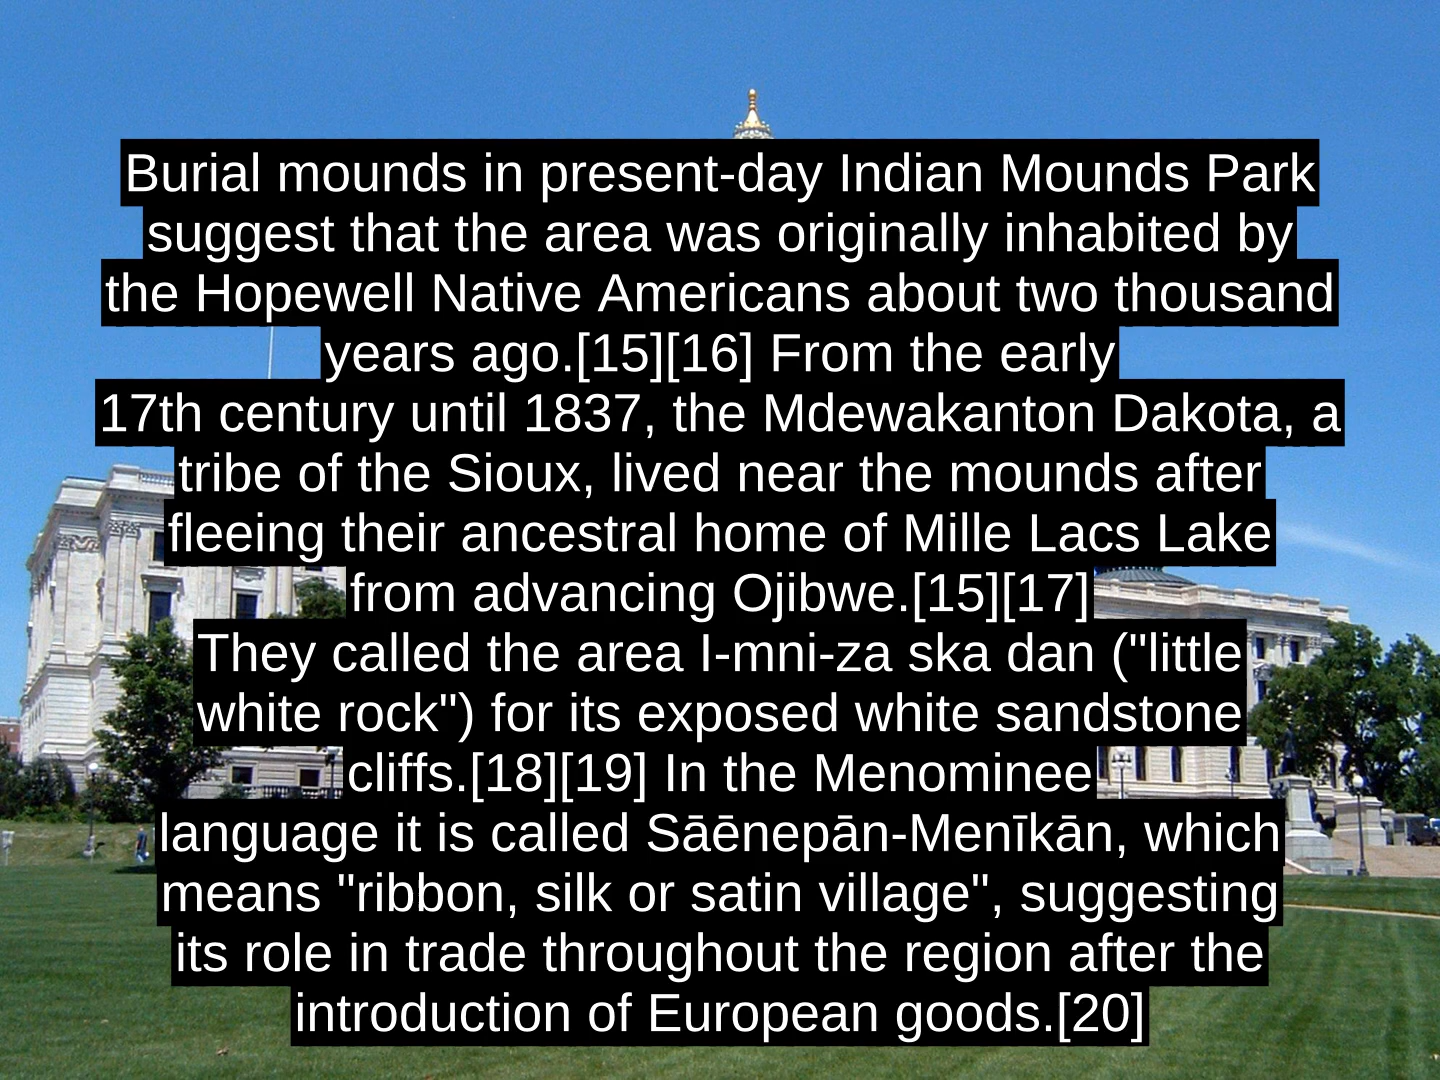 Burial mounds in present-day Indian Mounds Park
suggest that the area was originally inhabited by
the Hopewell Native Americans about two thousand
years ago.[15][16] From the early
17th century until 1837, the Mdewakanton Dakota, a
tribe of the Sioux, lived near the mounds after
fleeing their ancestral home of Mille Lacs Lake
from advancing Ojibwe.[15][17]
They called the area I-mni-za ska dan ("little
white rock") for its exposed white sandstone
cliffs.[18][19] In the Menominee
language it is called Sāēnepān-Menīkān, which
means "ribbon, silk or satin village", suggesting
its role in trade throughout the region after the
introduction of European goods.[20]